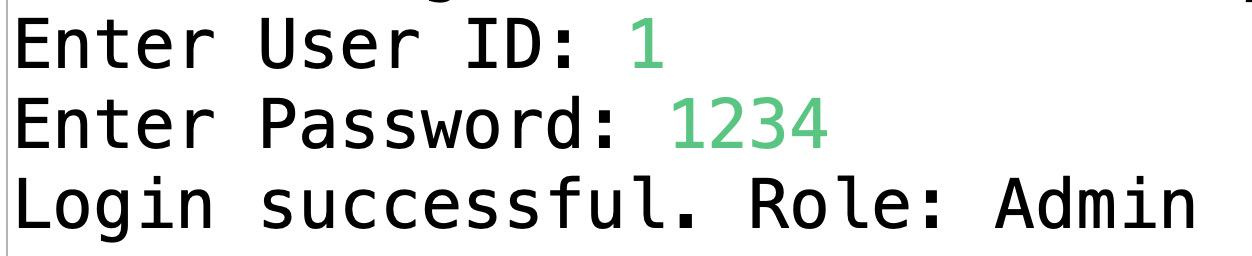 Enter User ID: 1
Enter Password: 1234
Login successful. Role: Admin